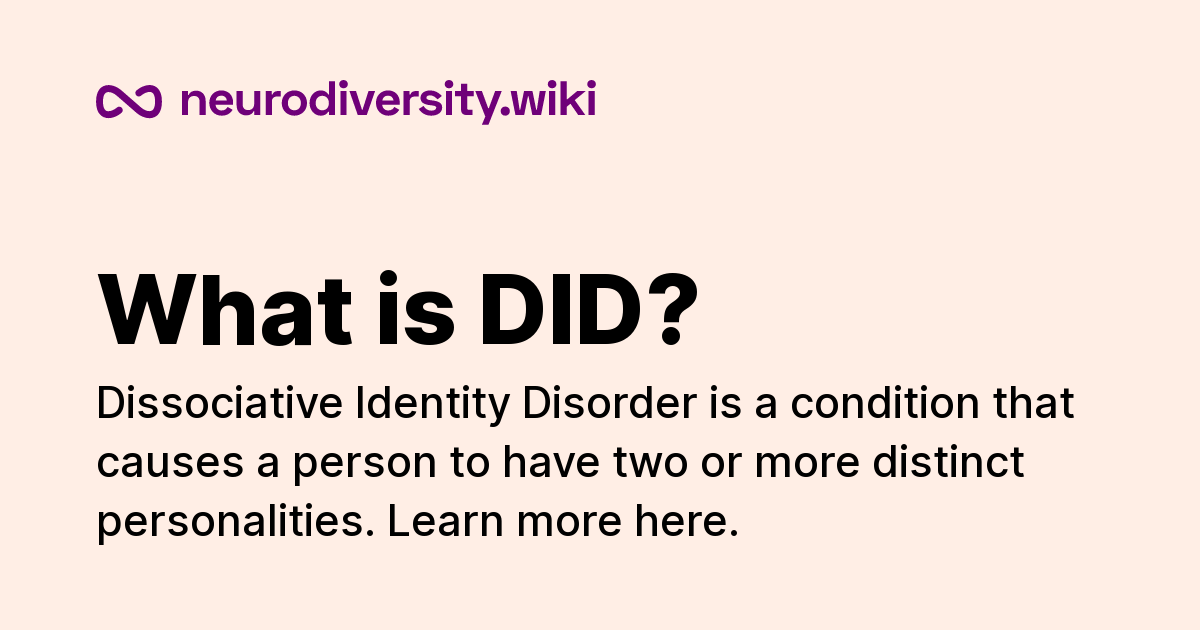 neurodiversity.wiki
What is DID?
Dissociative Identity Disorder is a condition that
causes a person to have two or more distinct
personalities. Learn more here.